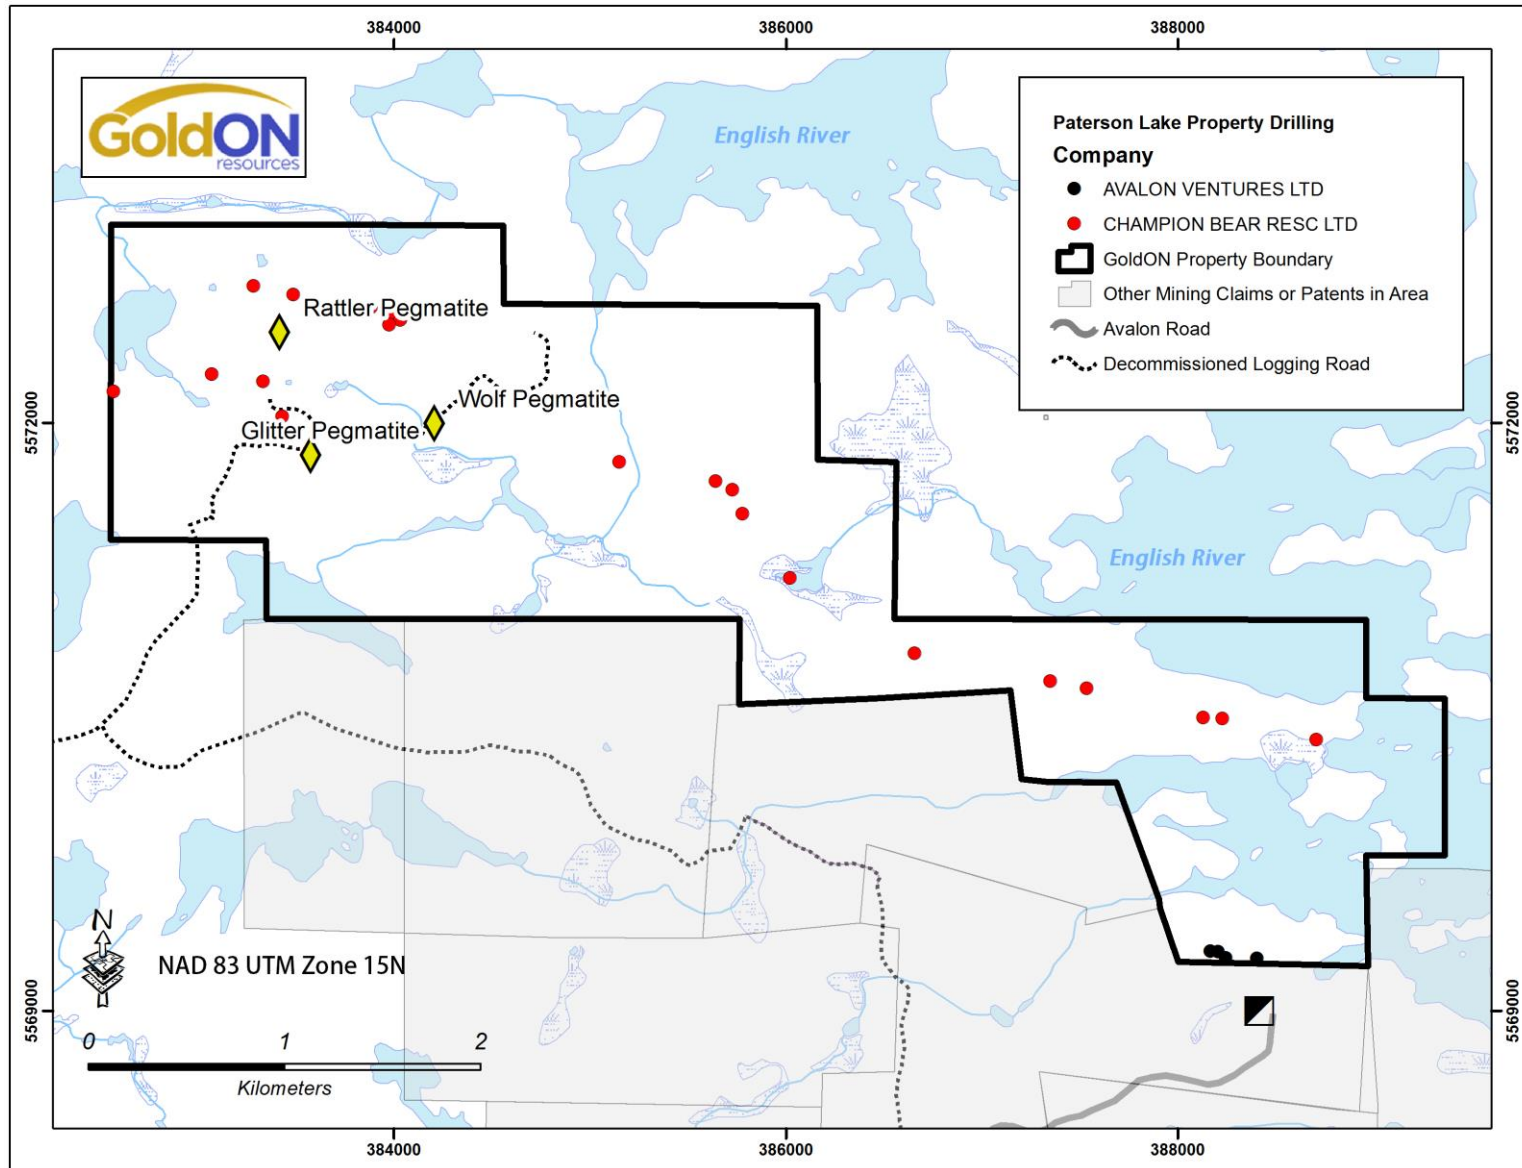 384000
386000
388000
GoldON
resources
English River
Paterson Lake Property Drilling
Company
AVALON VENTURES LTD
CHAMPION BEAR RESC LTD
GoldON Property Boundary
Other Mining Claims or Patents in Area
Avalon Road
Decommissioned Logging Road
Rattler Pegmatite
Wolf Pegmatite
Glitter Pegmatite
5572000
5572000
English River
N
NAD 83 UTM Zone 15N
5569000
5569000
0 1 2
Kilometers
384000
386000
388000